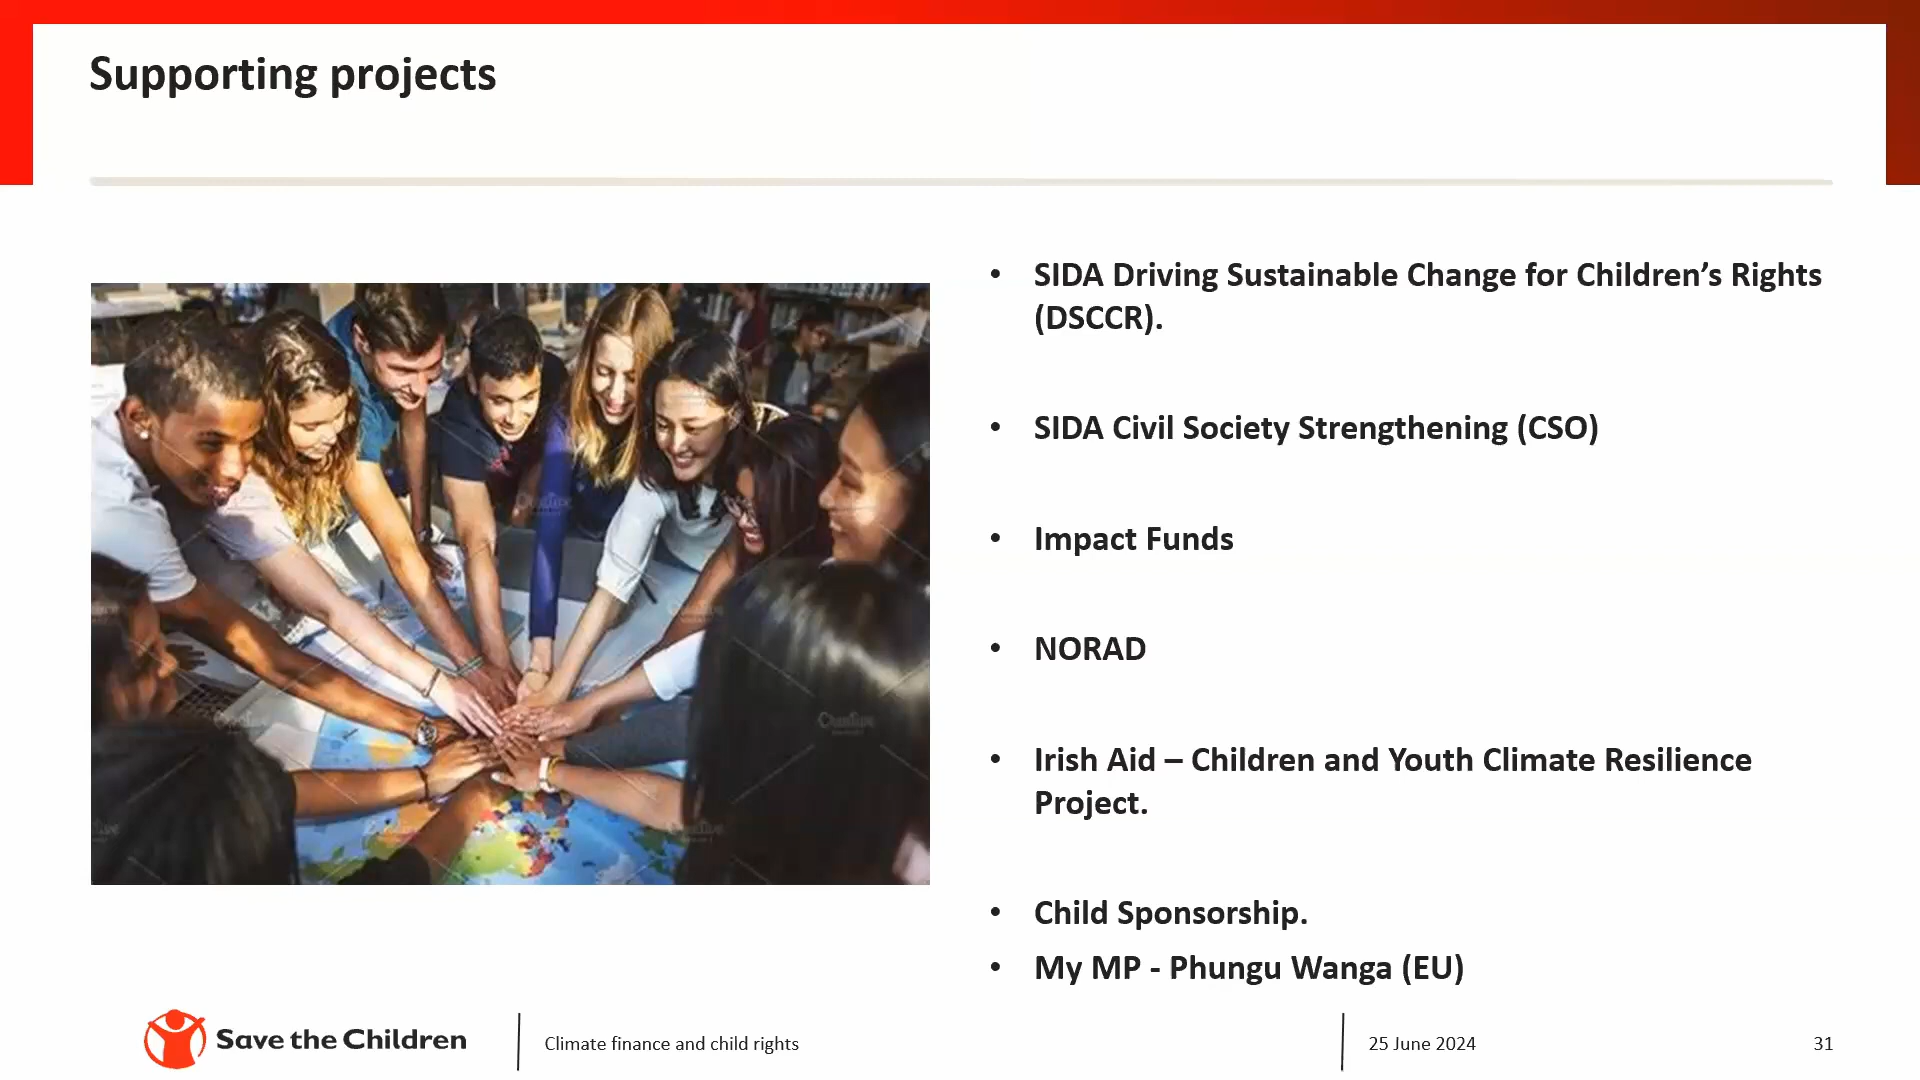 Supporting projects
• SIDA Driving Sustainable Change for Children’s Rights
(DSCCR).
• SIDA Civil Society Strengthening (CSO)
• Impact Funds
• NORAD
• Irish Aid – Children and Youth Climate Resilience
Project.
• Child Sponsorship.
• My MP - Phungu Wanga (EU)
Save the Children
Climate finance and child rights
25 June 2024
31